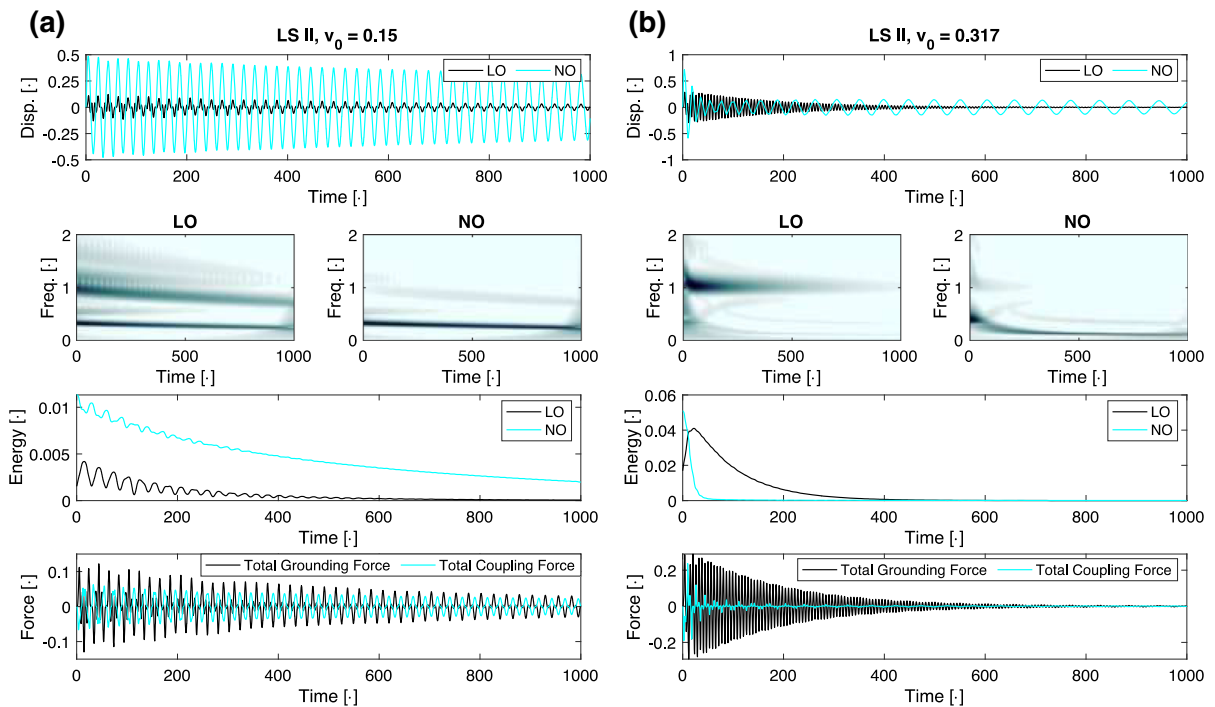 (a)
LS II, v_0 = 0.15
LO NO
Disp. [·]
0.5
0.25
0
-0.25
-0.5
0 200 400 600 800 1000
Time [·]
LO
Freq. [·]
2
1
0
0 500 1000
Time [·]
NO
Freq. [·]
2
1
0
0 500 1000
Time [·]
Energy [·]
0.01
0.005
0
LO
NO
0 200 400 600 800 1000
Time [·]
Force [·]
0.1
0
-0.1
Total Grounding Force Total Coupling Force
0 200 400 600 800 1000
Time [·]
(b)
LS II, v_0 = 0.317
LO NO
Disp. [·]
1
0.5
0
-0.5
-1
0 200 400 600 800 1000
Time [·]
LO
Freq. [·]
2
1
0
0 500 1000
Time [·]
NO
Freq. [·]
2
1
0
0 500 1000
Time [·]
Energy [·]
0.06
0.04
0.02
0
LO
NO
0 200 400 600 800 1000
Time [·]
Force [·]
0.2
0
-0.2
Total Grounding Force Total Coupling Force
0 200 400 600 800 1000
Time [·]